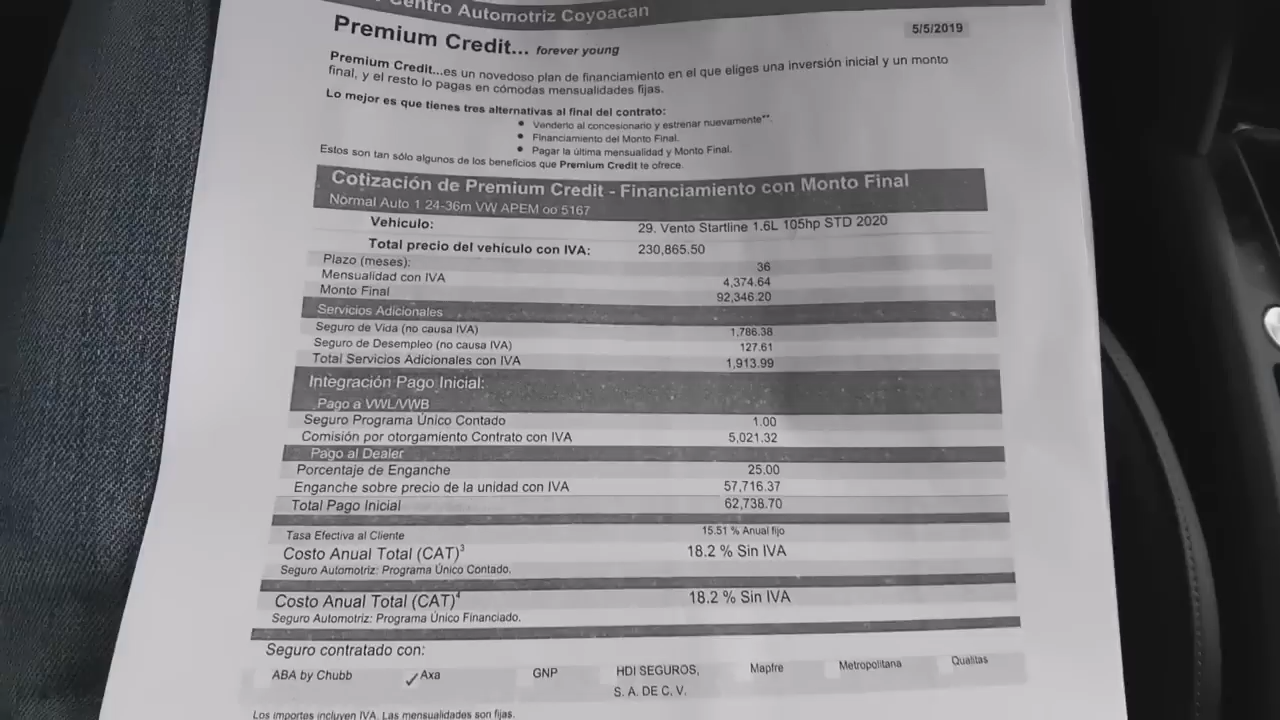 Centro Automotriz Coyoacan
5/5/2019
Premium Credit... forever young
Premium Credit...es un novedoso plan de financiamiento en el que eliges una inversión inicial y un monto
final, y el resto lo pagas en cómodas mensualidades fijas.
Lo mejor es que tienes tres alternativas al final del contrato:
• Venderlo al concesionario y estrenar nuevamente**.
• Financiamiento del Monto Final.
• Pagar la última mensualidad y Monto Final.
Estos son tan sólo algunos de los beneficios que Premium Credit te ofrece.
Cotización de Premium Credit - Financiamiento con Monto Final
Normal Auto 1 24-36m VW APEM oo 5167
Vehículo: 29. Vento Startline 1.6L 105hp STD 2020
Total precio del vehículo con IVA: 230,865.50
Plazo (meses): 36
Mensualidad con IVA 4,374.64
Monto Final 92,346.20
Servicios Adicionales
Seguro de Vida (no causa IVA) 1,786.38
Seguro de Desempleo (no causa IVA) 127.61
Total Servicios Adicionales con IVA 1,913.99
Integración Pago Inicial:
Pago a VWL/VWB
Seguro Programa Único Contado 1.00
Comisión por otorgamiento Contrato con IVA 5,021.32
Pago al Dealer
Porcentaje de Enganche 25.00
Enganche sobre precio de la unidad con IVA 57,716.37
Total Pago Inicial 62,738.70
Tasa Efectiva al Cliente 15.51 % Anual fijo
Costo Anual Total (CAT)³ 18.2 % Sin IVA
Seguro Automotriz: Programa Único Contado.
Costo Anual Total (CAT)⁴ 18.2 % Sin IVA
Seguro Automotriz: Programa Único Financiado.
Seguro contratado con:
ABA by Chubb ✓ Axa GNP HDI SEGUROS, Mapfre Metropolitana Qualitas
S. A. DE C. V.
Los importes incluyen IVA. Las mensualidades son fijas.